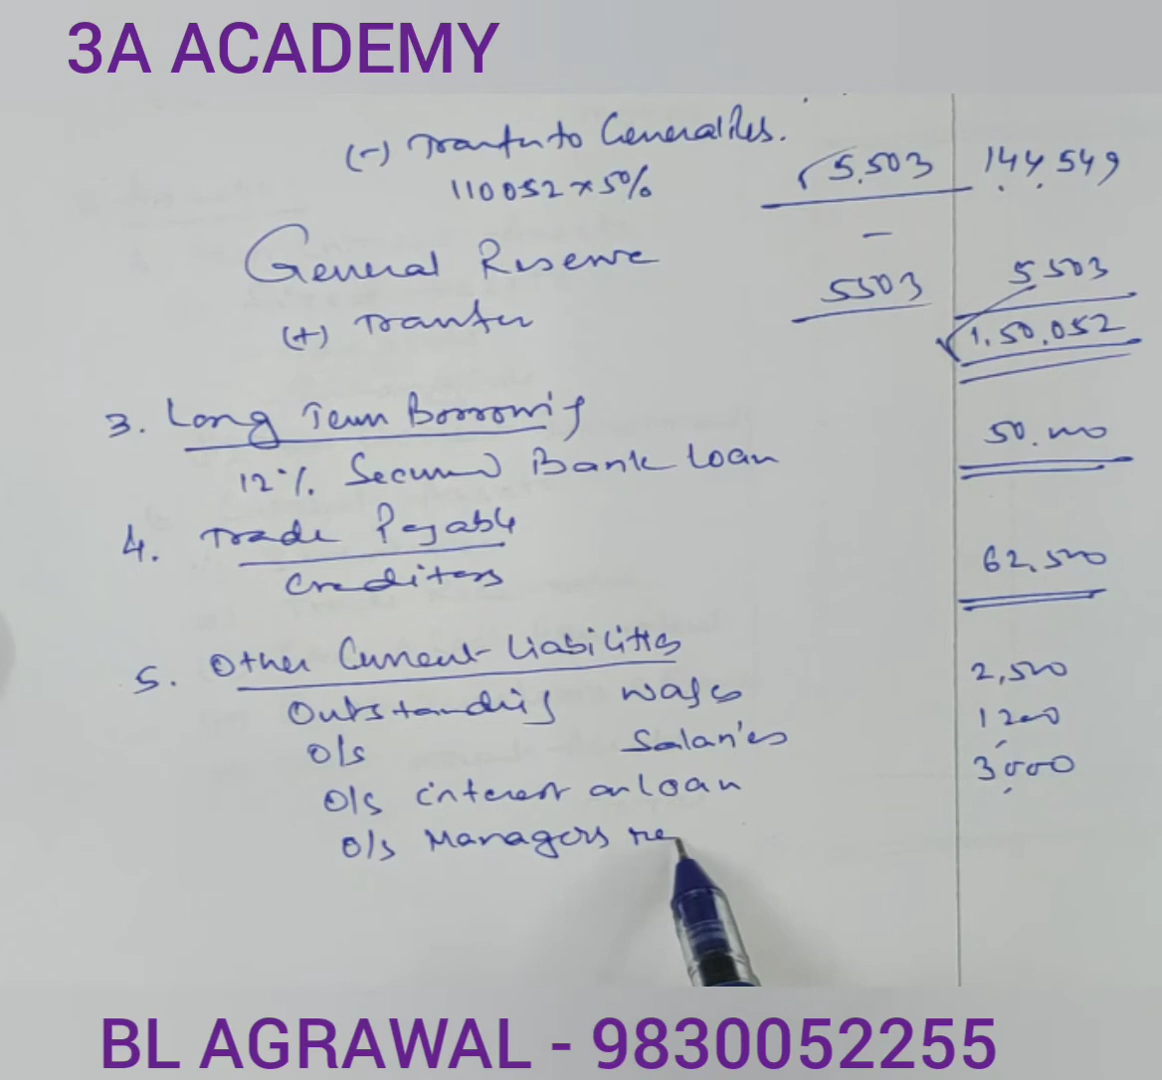 3A ACADEMY
(-) Transfer to General Res. 5,503 144,549
110052 x 5%
General Reserve -
(+) Transfer 5503 5503
1,50,052
3. Long Term Borrowing
12% Secured Bank Loan 50,000
4. Trade Payable
Creditors 62,500
5. Other Current Liabilities
Outstanding wages 2,500
o/s Salaries 1200
o/s interest on loan 3000
o/s Managers re
BL AGRAWAL - 9830052255